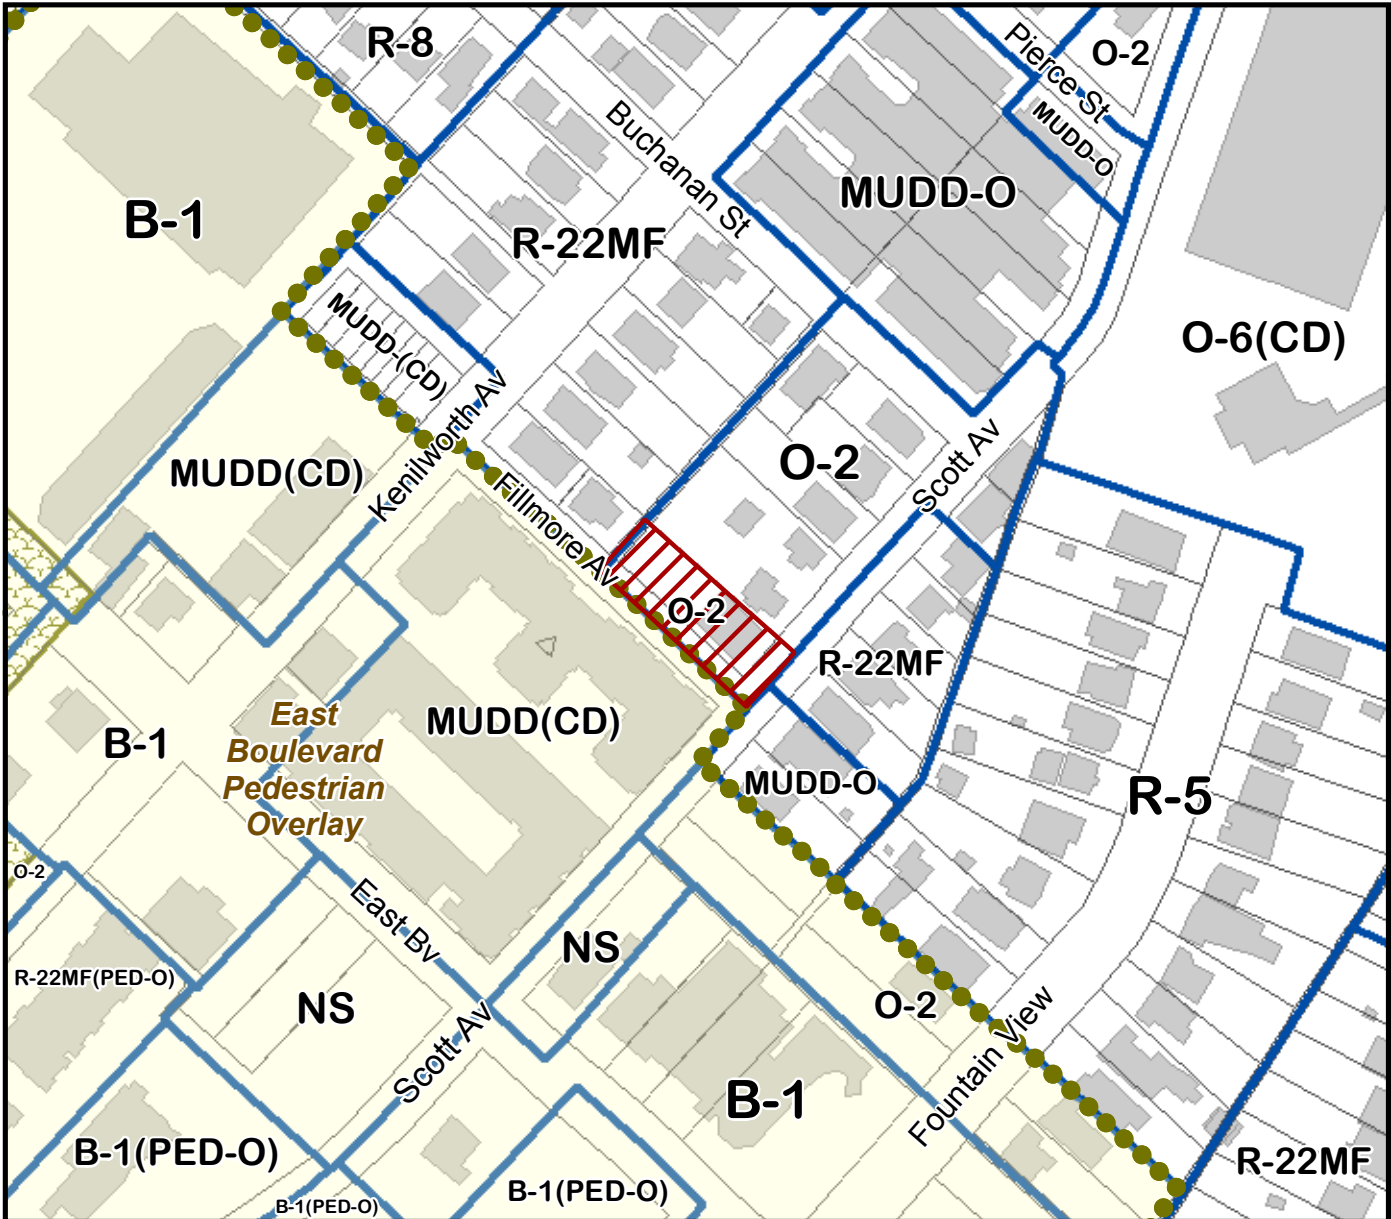 R-8
Pierce St
O-2
MUDD-O
Buchanan St
B-1
MUDD-O
R-22MF
MUDD-(CD)
O-6(CD)
Kenilworth Av
MUDD(CD)
O-2
Scott Av
Fillmore Av
O-2
R-22MF
East
Boulevard
Pedestrian
Overlay
MUDD(CD)
B-1
MUDD-O
R-5
O-2
East Bv
NS
R-22MF(PED-O)
NS
O-2
Scott Av
Fountain View
B-1
B-1(PED-O)
R-22MF
B-1(PED-O)
B-1(PED-O)